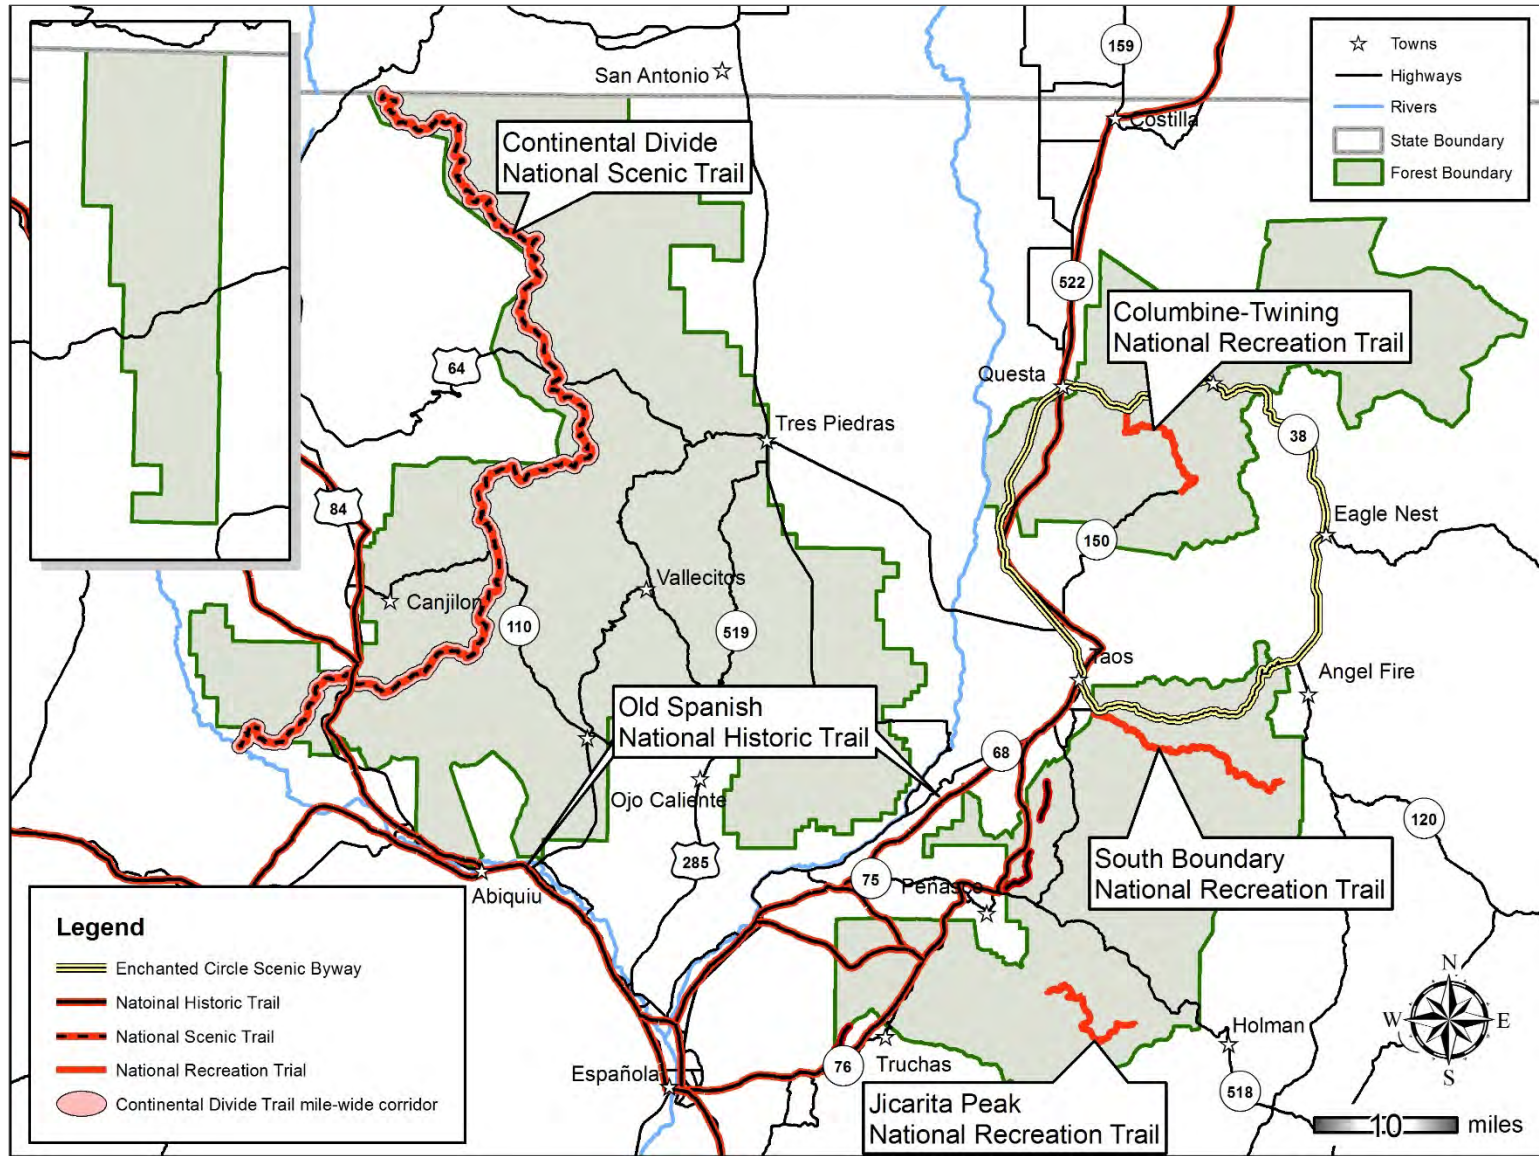 159
San Antonio
Costilla
Towns
Highways
Rivers
State Boundary
Forest Boundary
Continental Divide
National Scenic Trail
522
Columbine-Twining
National Recreation Trail
64
Questa
Tres Piedras
38
84
Eagle Nest
150
Canjilon
Vallecitos
110
519
Taos
Angel Fire
Old Spanish
National Historic Trail
68
Ojo Caliente
120
285
75
Peñasco
South Boundary
National Recreation Trail
Abiquiu
Legend
Enchanted Circle Scenic Byway
Natoinal Historic Trail
National Scenic Trail
National Recreation Trial
Continental Divide Trail mile-wide corridor
Española
76
Truchas
Holman
518
Jicarita Peak
National Recreation Trail
N
W E
S
10 miles